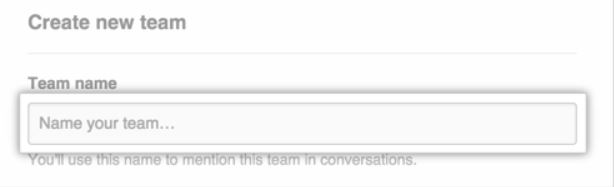 Create new team
Team name
Name your team…
You'll use this name to mention this team in conversations.